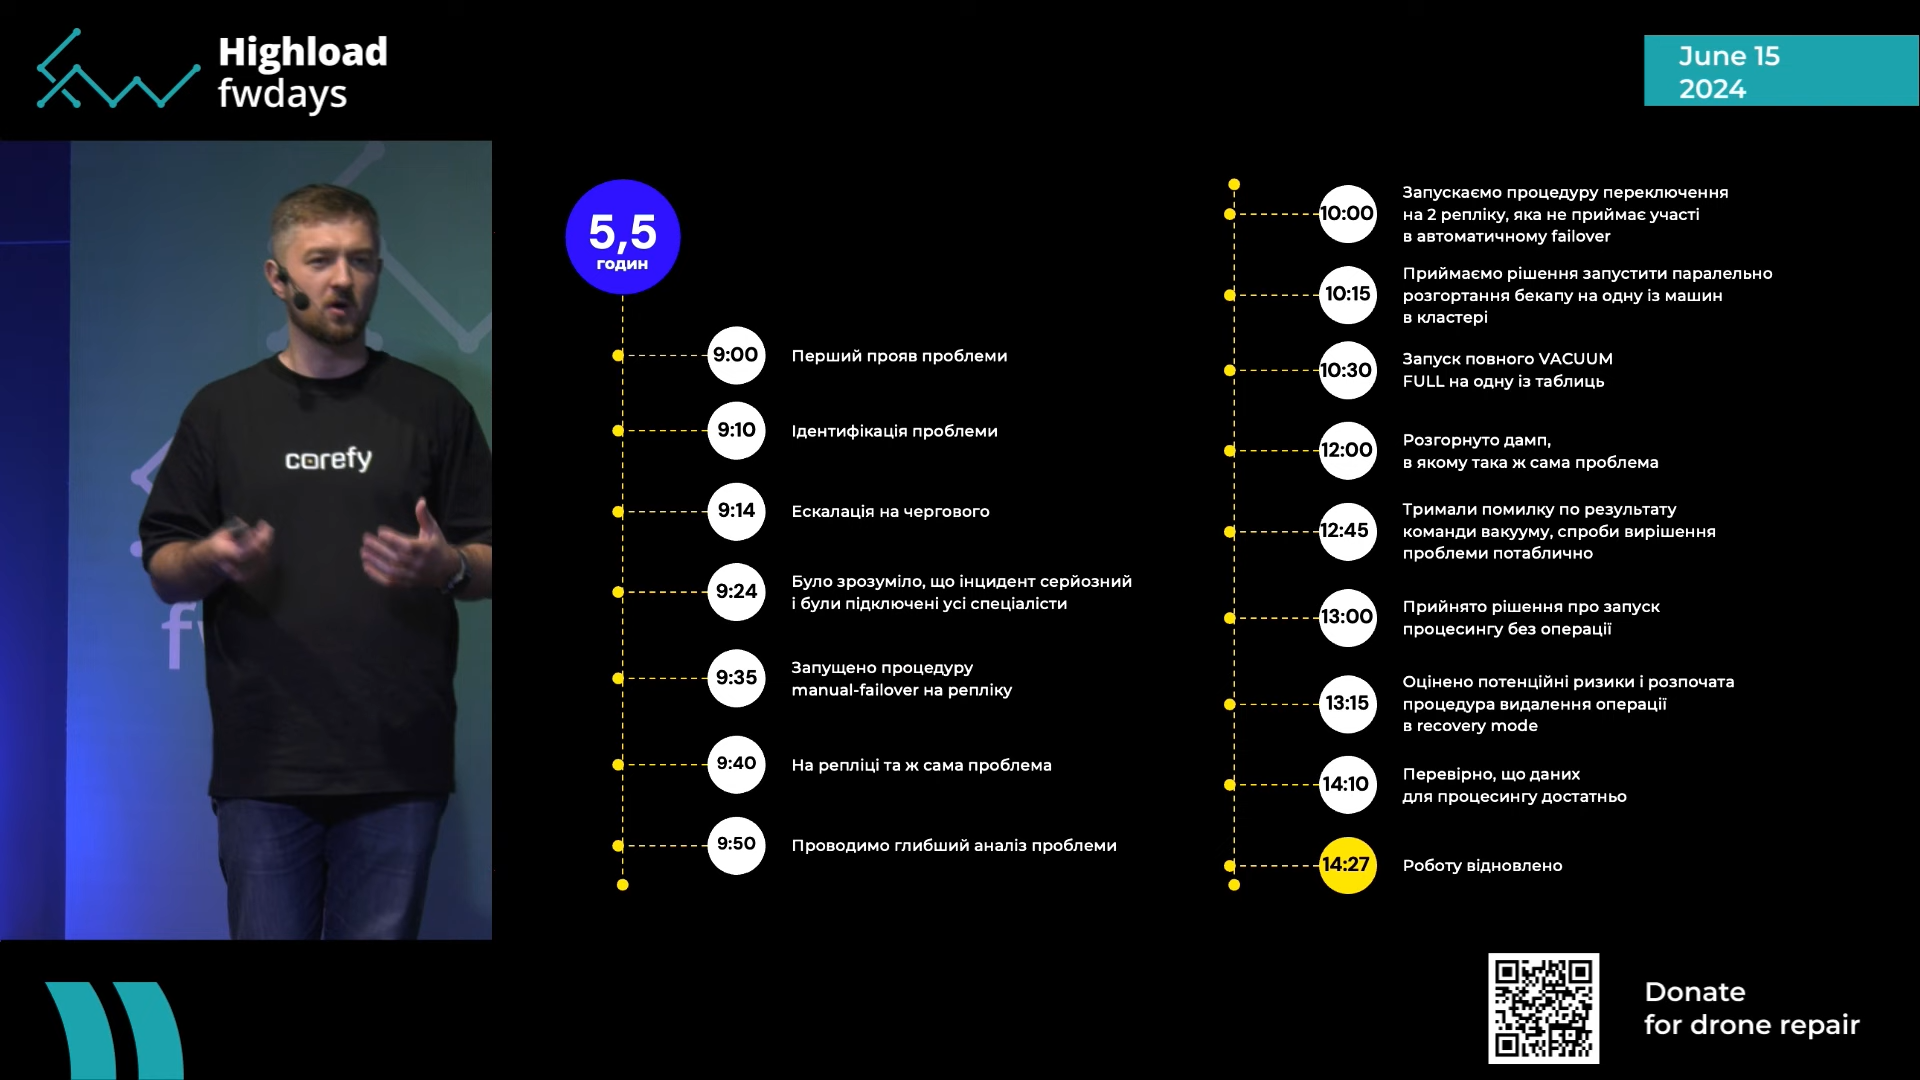 Highload
fwdays
June 15
2024
corefy
fw
5,5
годин
9:00
Перший прояв проблеми
9:10
Ідентифікація проблеми
9:14
Ескалація на чергового
9:24
Було зрозуміло, що інцидент серйозний
і були підключені усі спеціалісти
9:35
Запущено процедуру
manual-failover на репліку
9:40
На репліці та ж сама проблема
9:50
Проводимо глибший аналіз проблеми
10:00
Запускаємо процедуру переключення
на 2 репліку, яка не приймає участі
в автоматичному failover
10:15
Приймаємо рішення запустити паралельно
розгортання бекапу на одну із машин
в кластері
10:30
Запуск повного VACUUM
FULL на одну із таблиць
12:00
Розгорнуто дамп,
в якому така ж сама проблема
12:45
Тримали помилку по результату
команди вакууму, спроби вирішення
проблеми потаблично
13:00
Прийнято рішення про запуск
процесингу без операції
13:15
Оцінено потенційні ризики і розпочата
процедура видалення операції
в recovery mode
14:10
Перевірно, що даних
для процесингу достатньо
14:27
Роботу відновлено
Donate
for drone repair